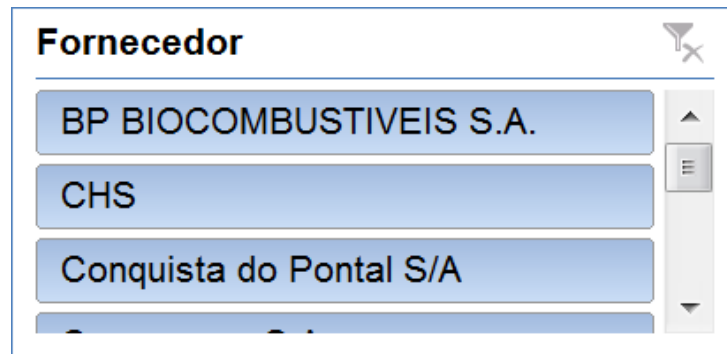 Fornecedor
BP BIOCOMBUSTIVEIS S.A.
CHS
Conquista do Pontal S/A